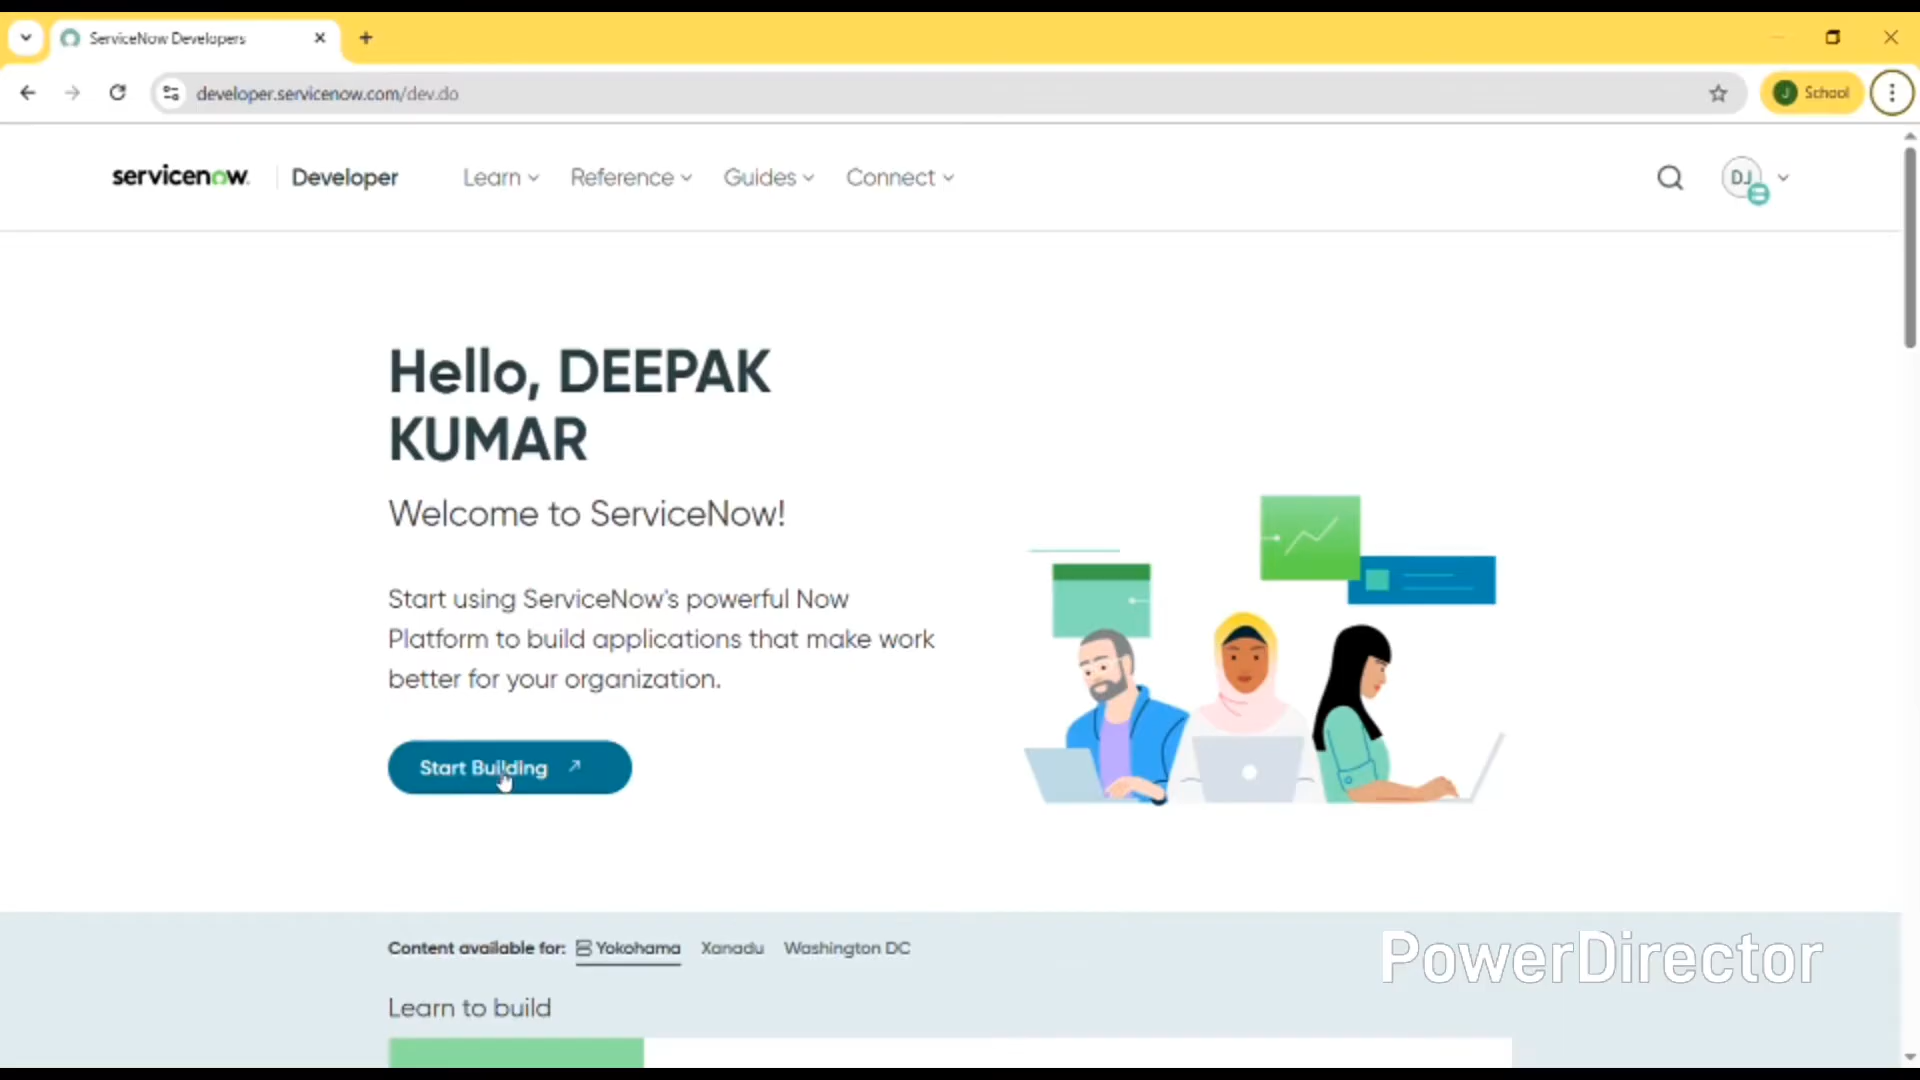 ServiceNow Developers
developer.servicenow.com/dev.do
J School
servicenow Developer Learn Reference Guides Connect
DJ
Hello, DEEPAK
KUMAR
Welcome to ServiceNow!
Start using ServiceNow's powerful Now
Platform to build applications that make work
better for your organization.
Start Building
Content available for: Yokohama Xanadu Washington DC
PowerDirector
Learn to build